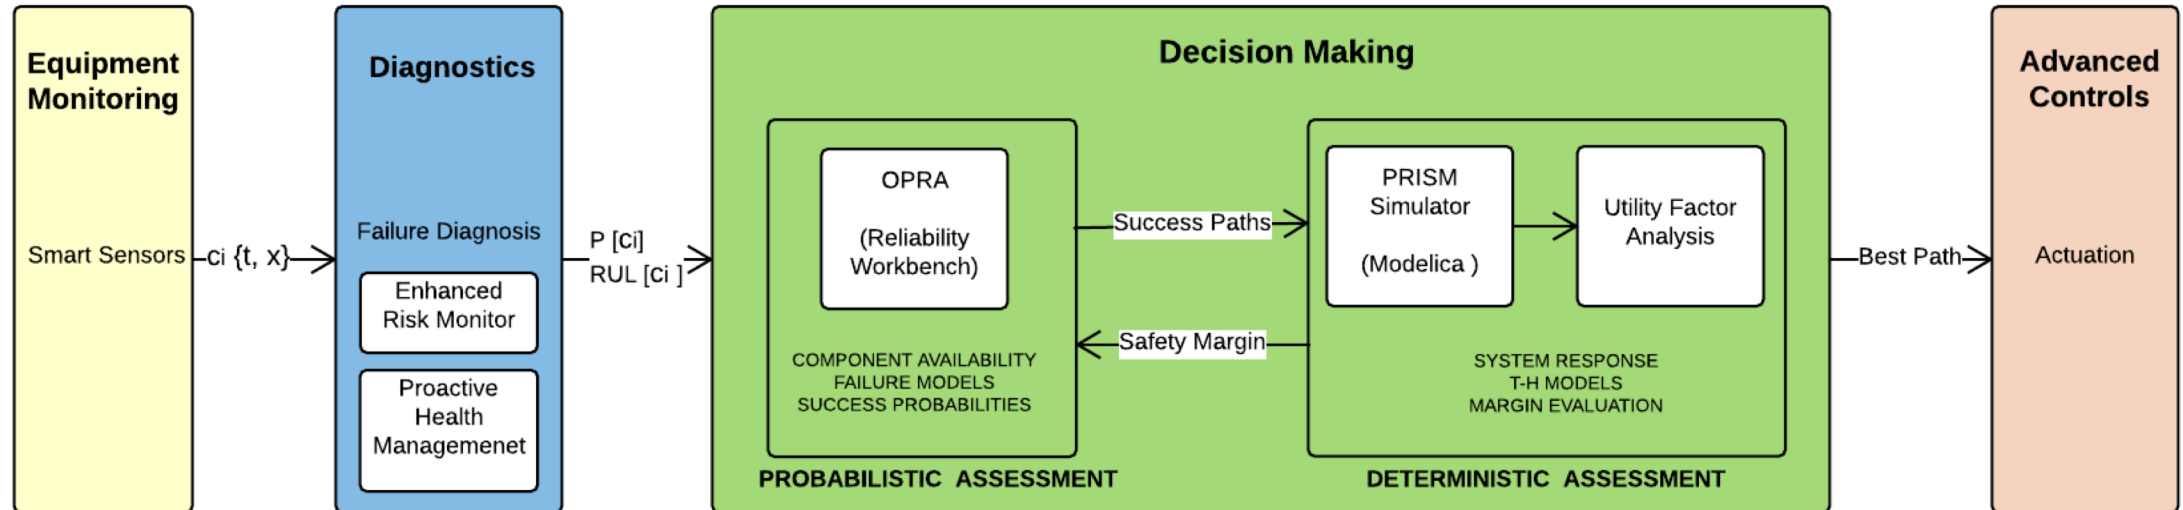 Equipment
Monitoring
Smart Sensors
ci {t, x}
Diagnostics
Failure Diagnosis
Enhanced
Risk Monitor
Proactive
Health
Managemenet
P [ci]
RUL [ci ]
Decision Making
OPRA
(Reliability
Workbench)
COMPONENT AVAILABILITY
FAILURE MODELS
SUCCESS PROBABILITIES
PROBABILISTIC ASSESSMENT
Success Paths
Safety Margin
PRISM
Simulator
(Modelica )
Utility Factor
Analysis
SYSTEM RESPONSE
T-H MODELS
MARGIN EVALUATION
DETERMINISTIC ASSESSMENT
Best Path
Advanced
Controls
Actuation